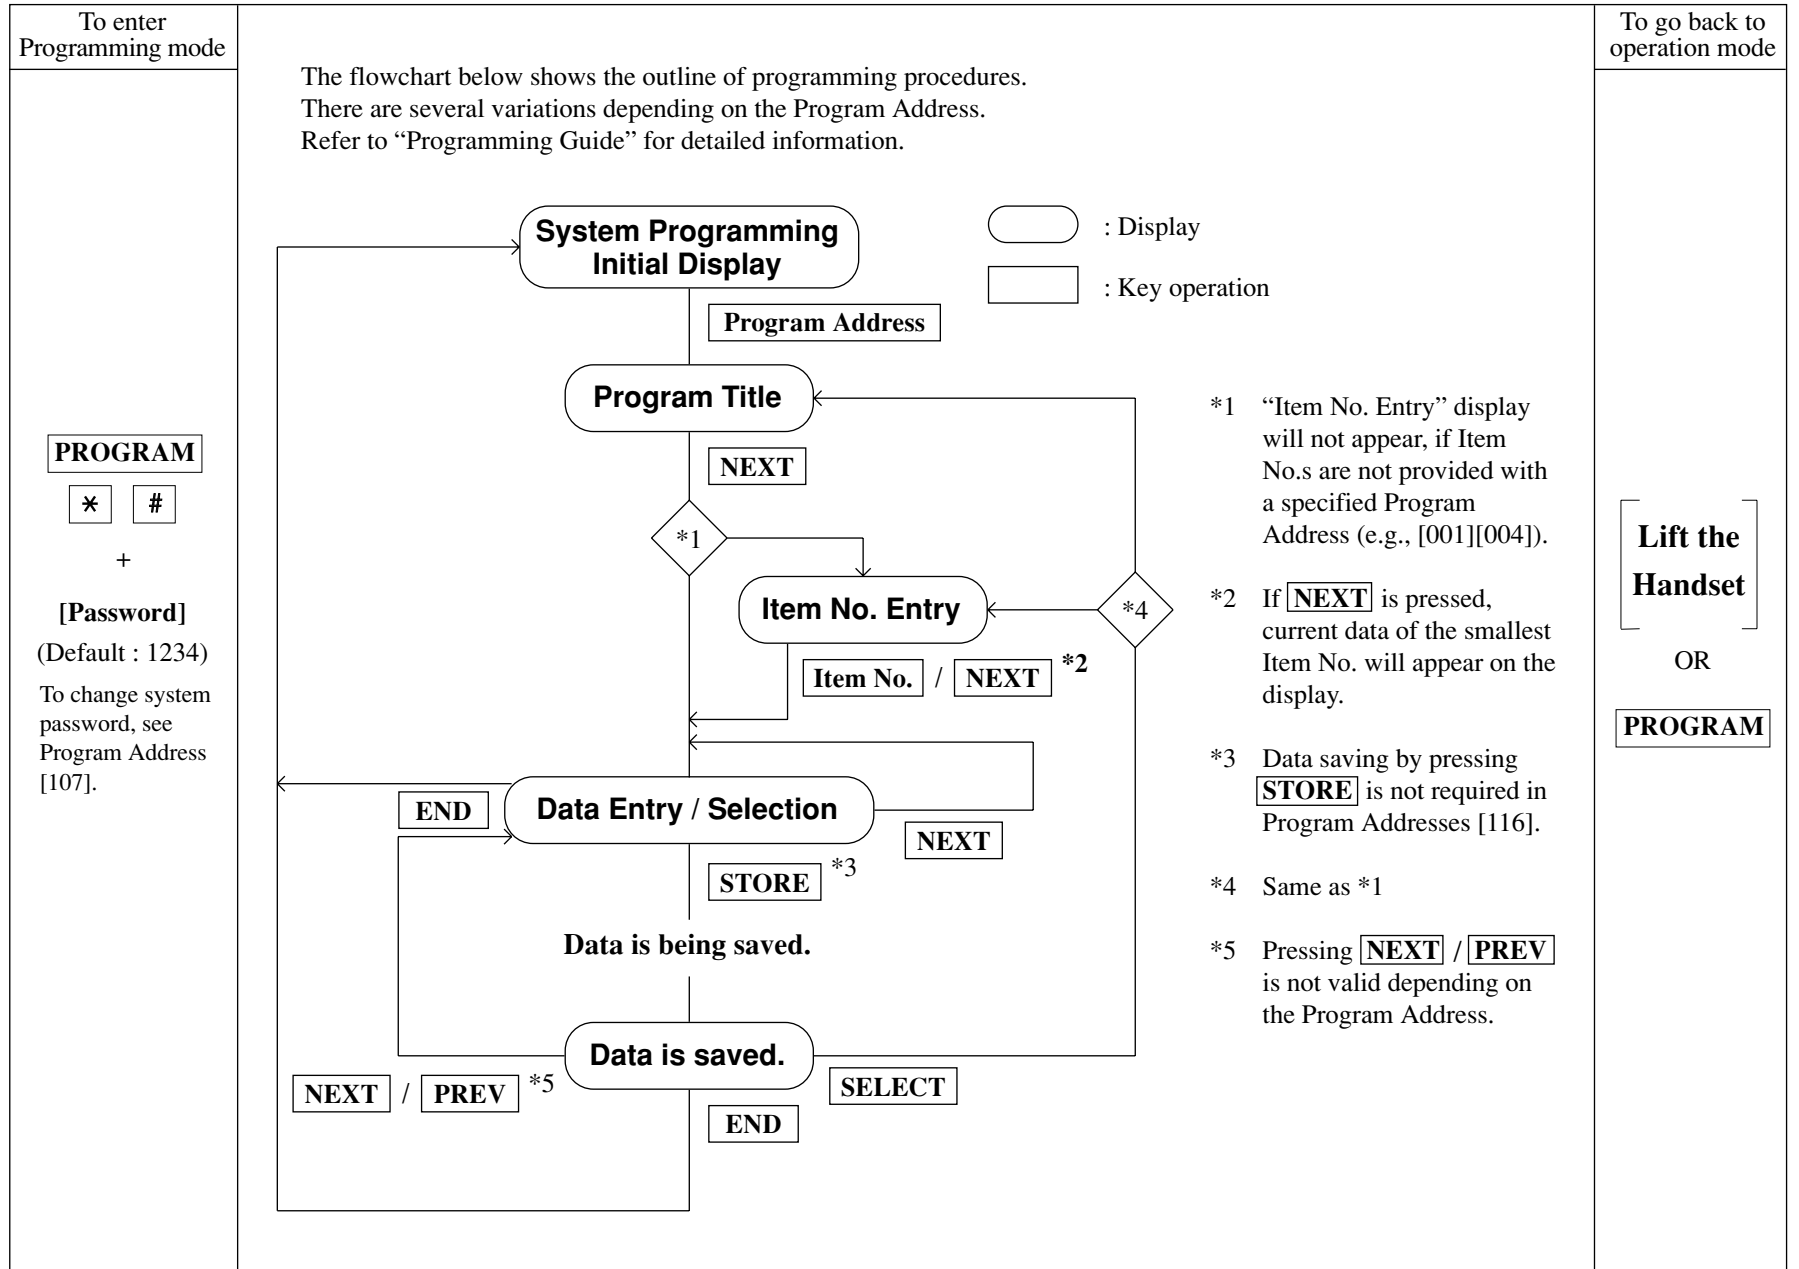 To enter
Programming mode
PROGRAM
* #
+
[Password]
(Default : 1234)
To change system
password, see
Program Address
[107].
The flowchart below shows the outline of programming procedures.
There are several variations depending on the Program Address.
Refer to “Programming Guide” for detailed information.
: Display
: Key operation
System Programming
Initial Display
Program Address
Program Title
NEXT
*1
Item No. Entry
*4
Item No. / NEXT *2
END
Data Entry / Selection
NEXT
STORE *3
Data is being saved.
Data is saved.
NEXT / PREV *5
SELECT
END
*1 “Item No. Entry” display
will not appear, if Item
No.s are not provided with
a specified Program
Address (e.g., [001][004]).
*2 If NEXT is pressed,
current data of the smallest
Item No. will appear on the
display.
*3 Data saving by pressing
STORE is not required in
Program Addresses [116].
*4 Same as *1
*5 Pressing NEXT / PREV
is not valid depending on
the Program Address.
To go back to
operation mode
Lift the
Handset
OR
PROGRAM